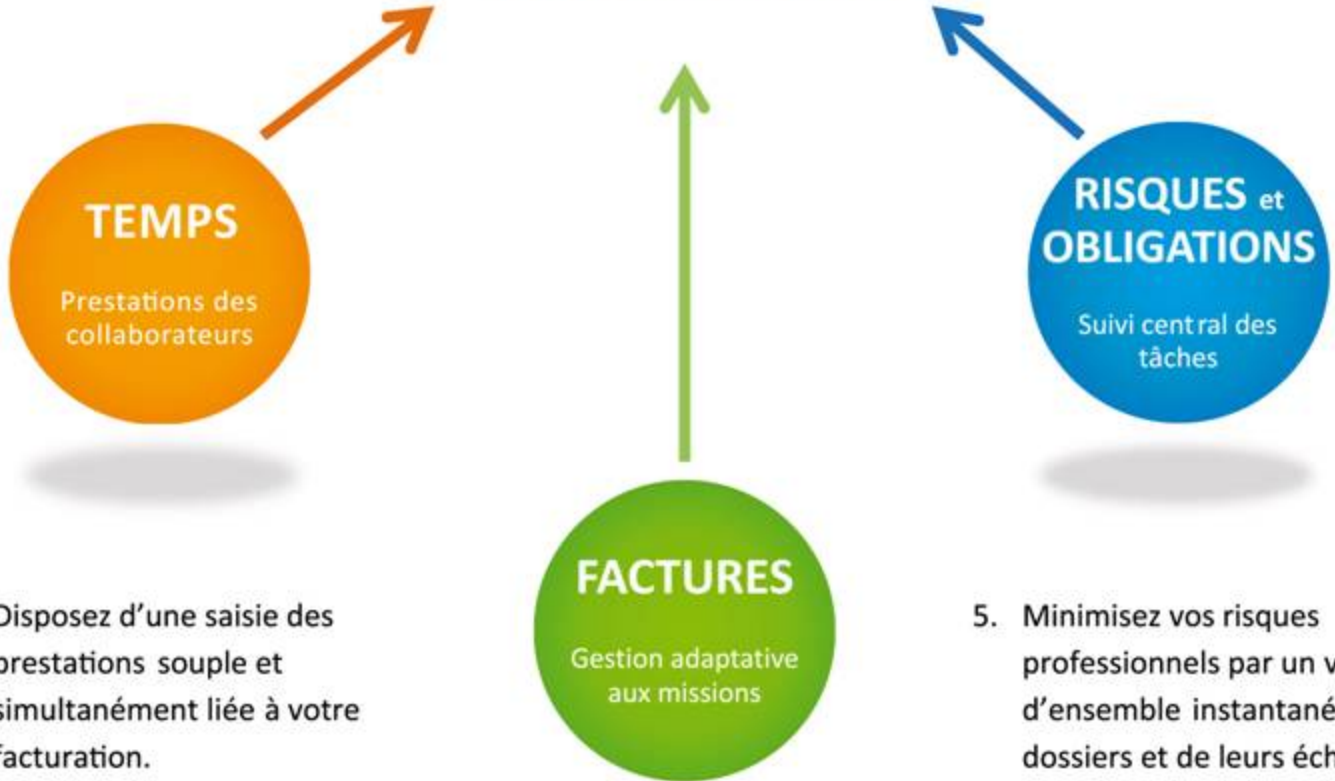 TEMPS
Prestations des
collaborateurs
RISQUES et
OBLIGATIONS
Suivi central des
tâches
FACTURES
Gestion adaptative
aux missions
Disposez d'une saisie des
prestations souple et
simultanément liée à votre
facturation.
5. Minimisez vos risques
professionnels par un
d'ensemble
dossiers et de leurs